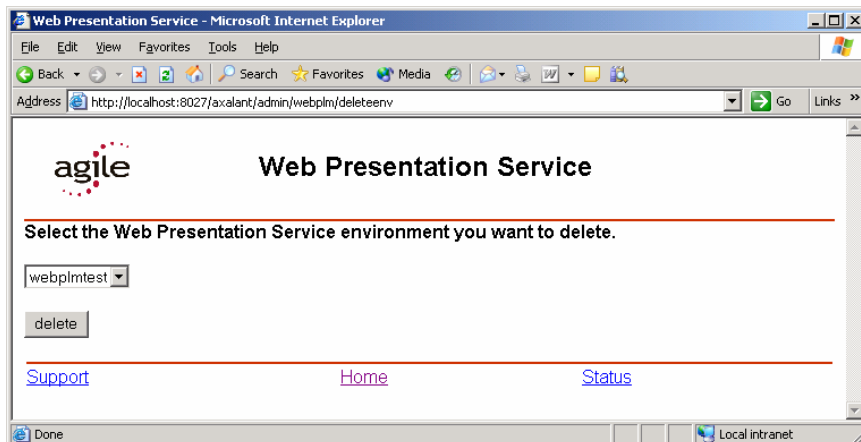 Web Presentation Service - Microsoft Internet Explorer
File Edit View Favorites Tools Help
Back Search Favorites Media
Address http://localhost:8027/axalant/admin/webplm/deleteenv Go Links »
agile Web Presentation Service
Select the Web Presentation Service environment you want to delete.
webplmtest
delete
Support Home Status
Done Local intranet